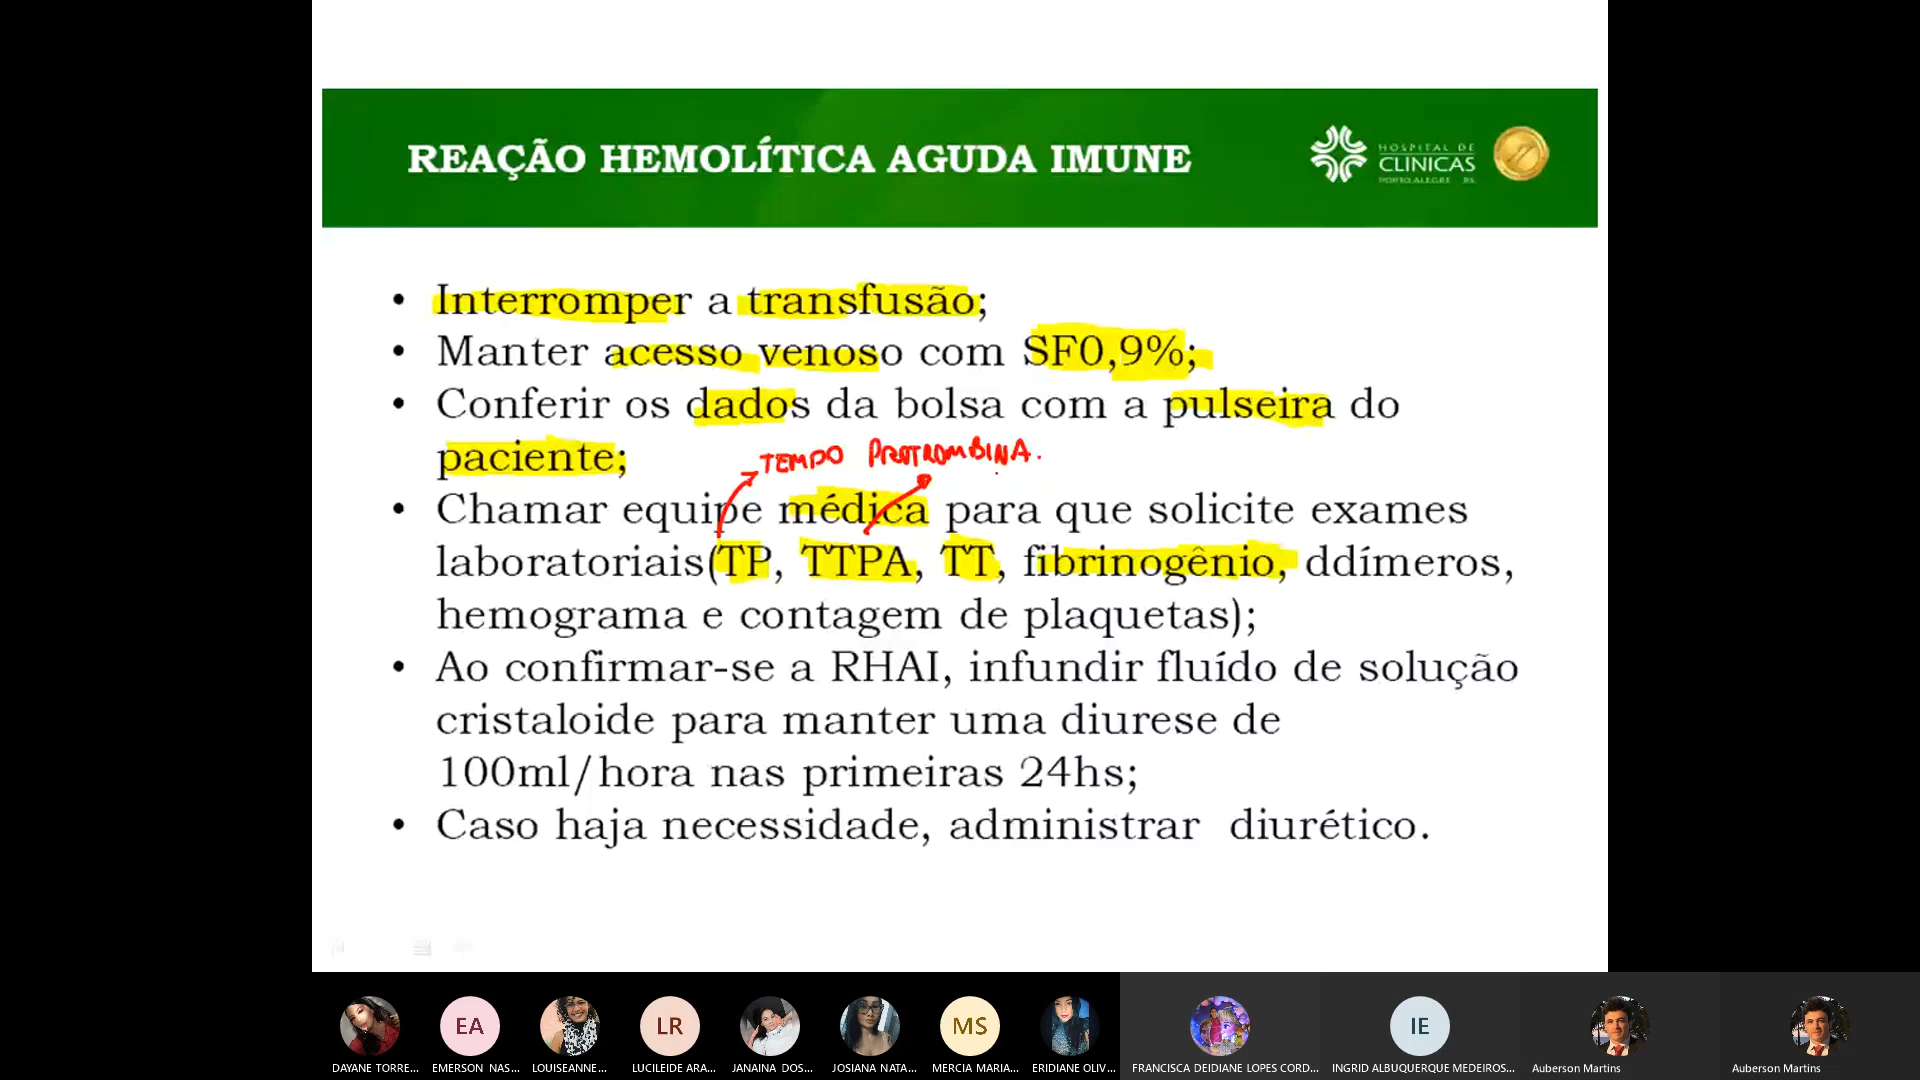 REAÇÃO HEMOLÍTICA AGUDA IMUNE
HOSPITAL DE
CLINICAS
PORTO ALEGRE RS
• Interromper a transfusão;
• Manter acesso venoso com SF0,9%;
• Conferir os dados da bolsa com a pulseira do
paciente;
TEMPO PROTROMBINA.
• Chamar equipe médica para que solicite exames
laboratoriais(TP, TTPA, TT, fibrinogênio, ddímeros,
hemograma e contagem de plaquetas);
• Ao confirmar-se a RHAI, infundir fluído de solução
cristaloide para manter uma diurese de
100ml/hora nas primeiras 24hs;
• Caso haja necessidade, administrar diurético.
EA
LR
MS
IE
DAYANE TORRE...
EMERSON NAS...
LOUISEANNE...
LUCILEIDE ARA...
JANAINA DOS...
JOSIANA NATA...
MERCIA MARIA...
ERIDIANE OLIV...
FRANCISCA DEIDIANE LOPES CORD...
INGRID ALBUQUERQUE MEDEIROS...
Auberson Martins
Auberson Martins